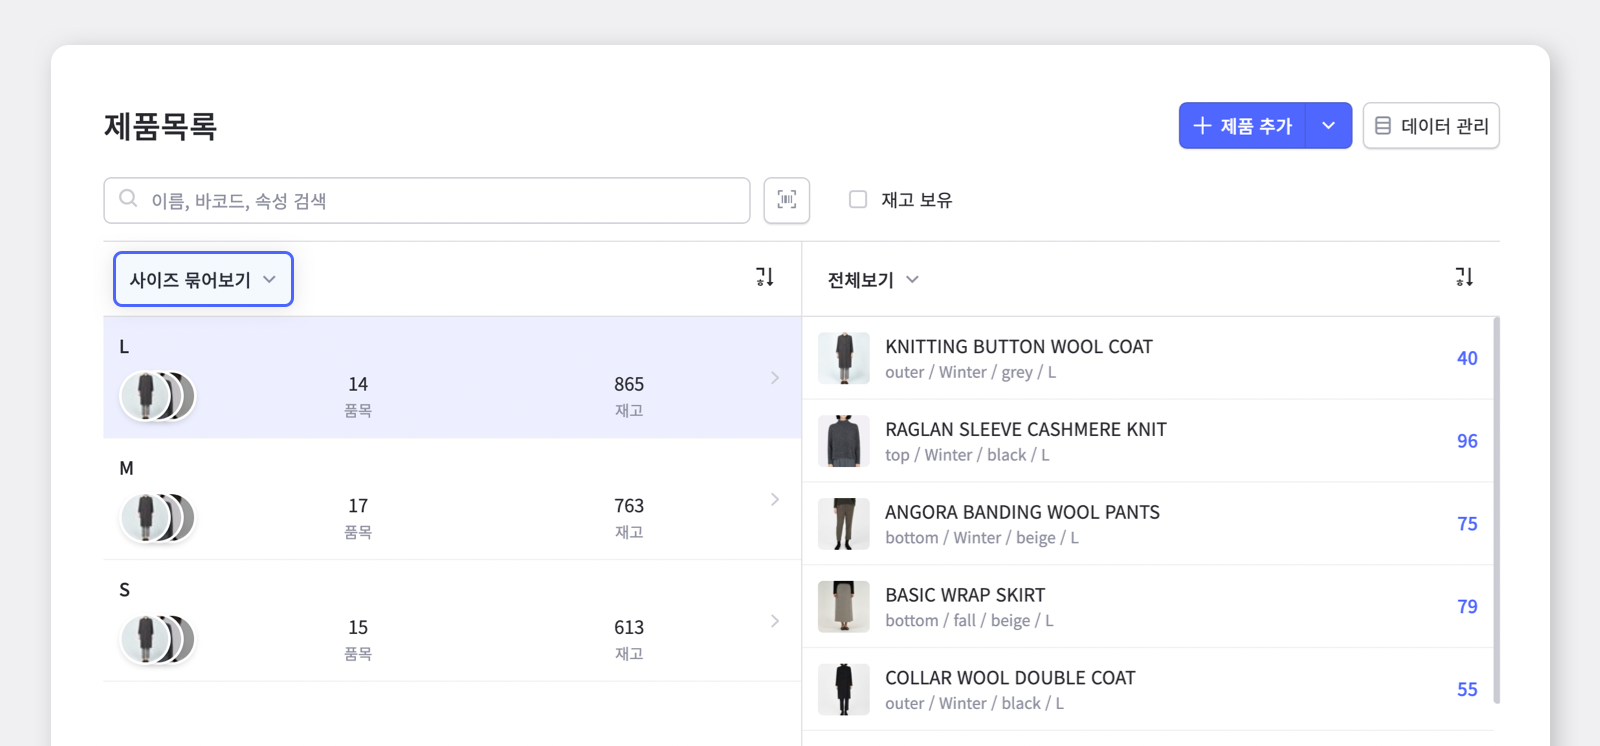 제품목록
제품 추가
데이터 관리
이름, 바코드, 속성 검색
재고 보유
사이즈 묶어보기
ㄱㅎ
전체보기
ㄱㅎ
L
14
품목
865
재고
M
17
품목
763
재고
S
15
품목
613
재고
KNITTING BUTTON WOOL COAT
outer / Winter / grey / L
40
RAGLAN SLEEVE CASHMERE KNIT
top / Winter / black / L
96
ANGORA BANDING WOOL PANTS
bottom / Winter / beige / L
75
BASIC WRAP SKIRT
bottom / fall / beige / L
79
COLLAR WOOL DOUBLE COAT
outer / Winter / black / L
55